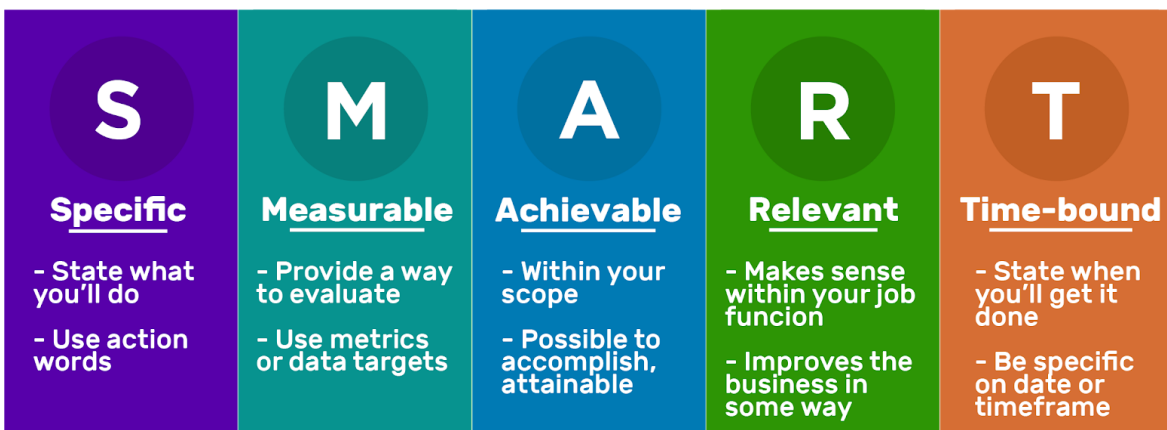 S
Specific
- State what
you'll do
- Use action
words
M
Measurable
- Provide a way
to evaluate
- Use metrics
or data targets
A
Achievable
- Within your
scope
- Possible to
accomplish,
attainable
R
Relevant
- Makes sense
within your job
funcion
- Improves the
business in
some way
T
Time-bound
- State when
you'll get it
done
- Be specific
on date or
timeframe